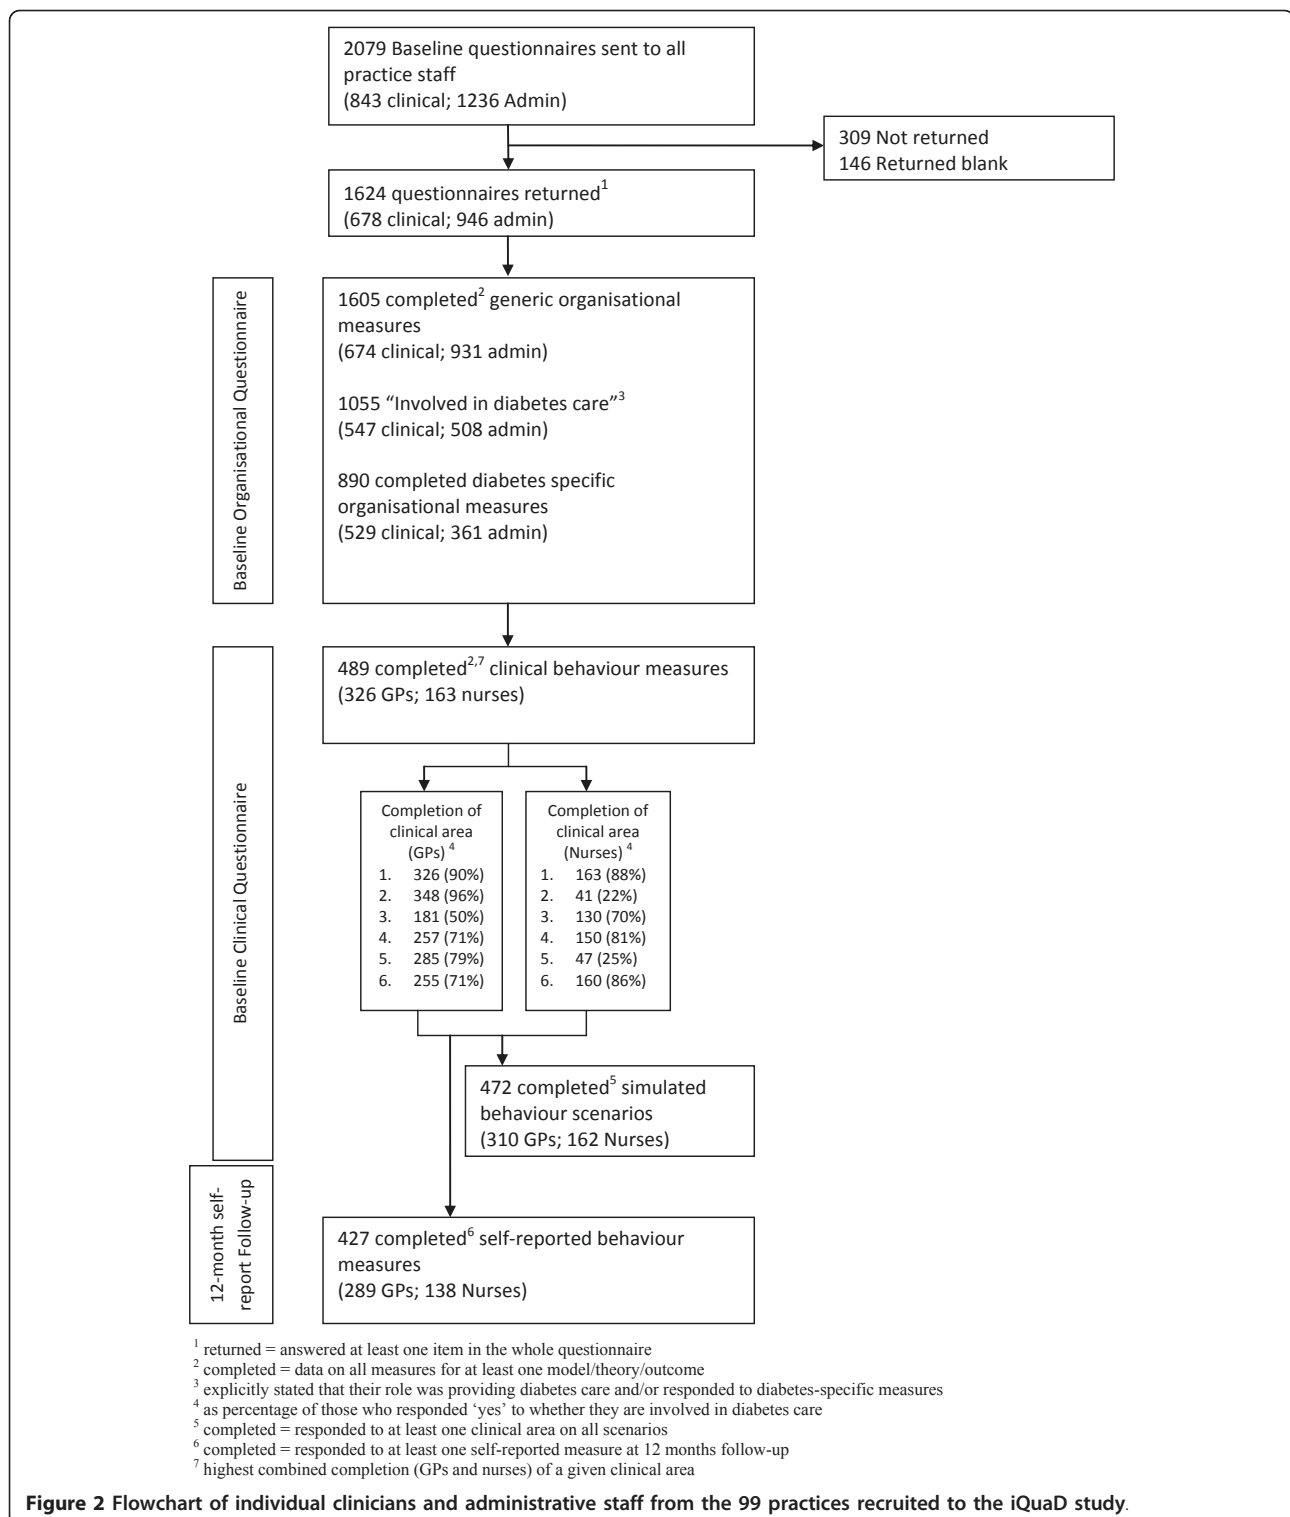 2079 Baseline questionnaires sent to all
practice staff
(843 clinical; 1236 Admin)
309 Not returned
146 Returned blank
1624 questionnaires returned1
(678 clinical; 946 admin)
Baseline Organisational Questionnaire
1605 completed2 generic organisational
measures
(674 clinical; 931 admin)
1055 “Involved in diabetes care”3
(547 clinical; 508 admin)
890 completed diabetes specific
organisational measures
(529 clinical; 361 admin)
Baseline Clinical Questionnaire
489 completed2,7 clinical behaviour measures
(326 GPs; 163 nurses)
Completion of
clinical area
(GPs) 4
1. 326 (90%)
2. 348 (96%)
3. 181 (50%)
4. 257 (71%)
5. 285 (79%)
6. 255 (71%)
Completion of
clinical area
(Nurses) 4
1. 163 (88%)
2. 41 (22%)
3. 130 (70%)
4. 150 (81%)
5. 47 (25%)
6. 160 (86%)
472 completed5 simulated
behaviour scenarios
(310 GPs; 162 Nurses)
12-month self-
report Follow-up
427 completed6 self-reported behaviour
measures
(289 GPs; 138 Nurses)
1 returned = answered at least one item in the whole questionnaire
2 completed = data on all measures for at least one model/theory/outcome
3 explicitly stated that their role was providing diabetes care and/or responded to diabetes-specific measures
4 as percentage of those who responded ‘yes’ to whether they are involved in diabetes care
5 completed = responded to at least one clinical area on all scenarios
6 completed = responded to at least one self-reported measure at 12 months follow-up
7 highest combined completion (GPs and nurses) of a given clinical area
Figure 2 Flowchart of individual clinicians and administrative staff from the 99 practices recruited to the iQuaD study.